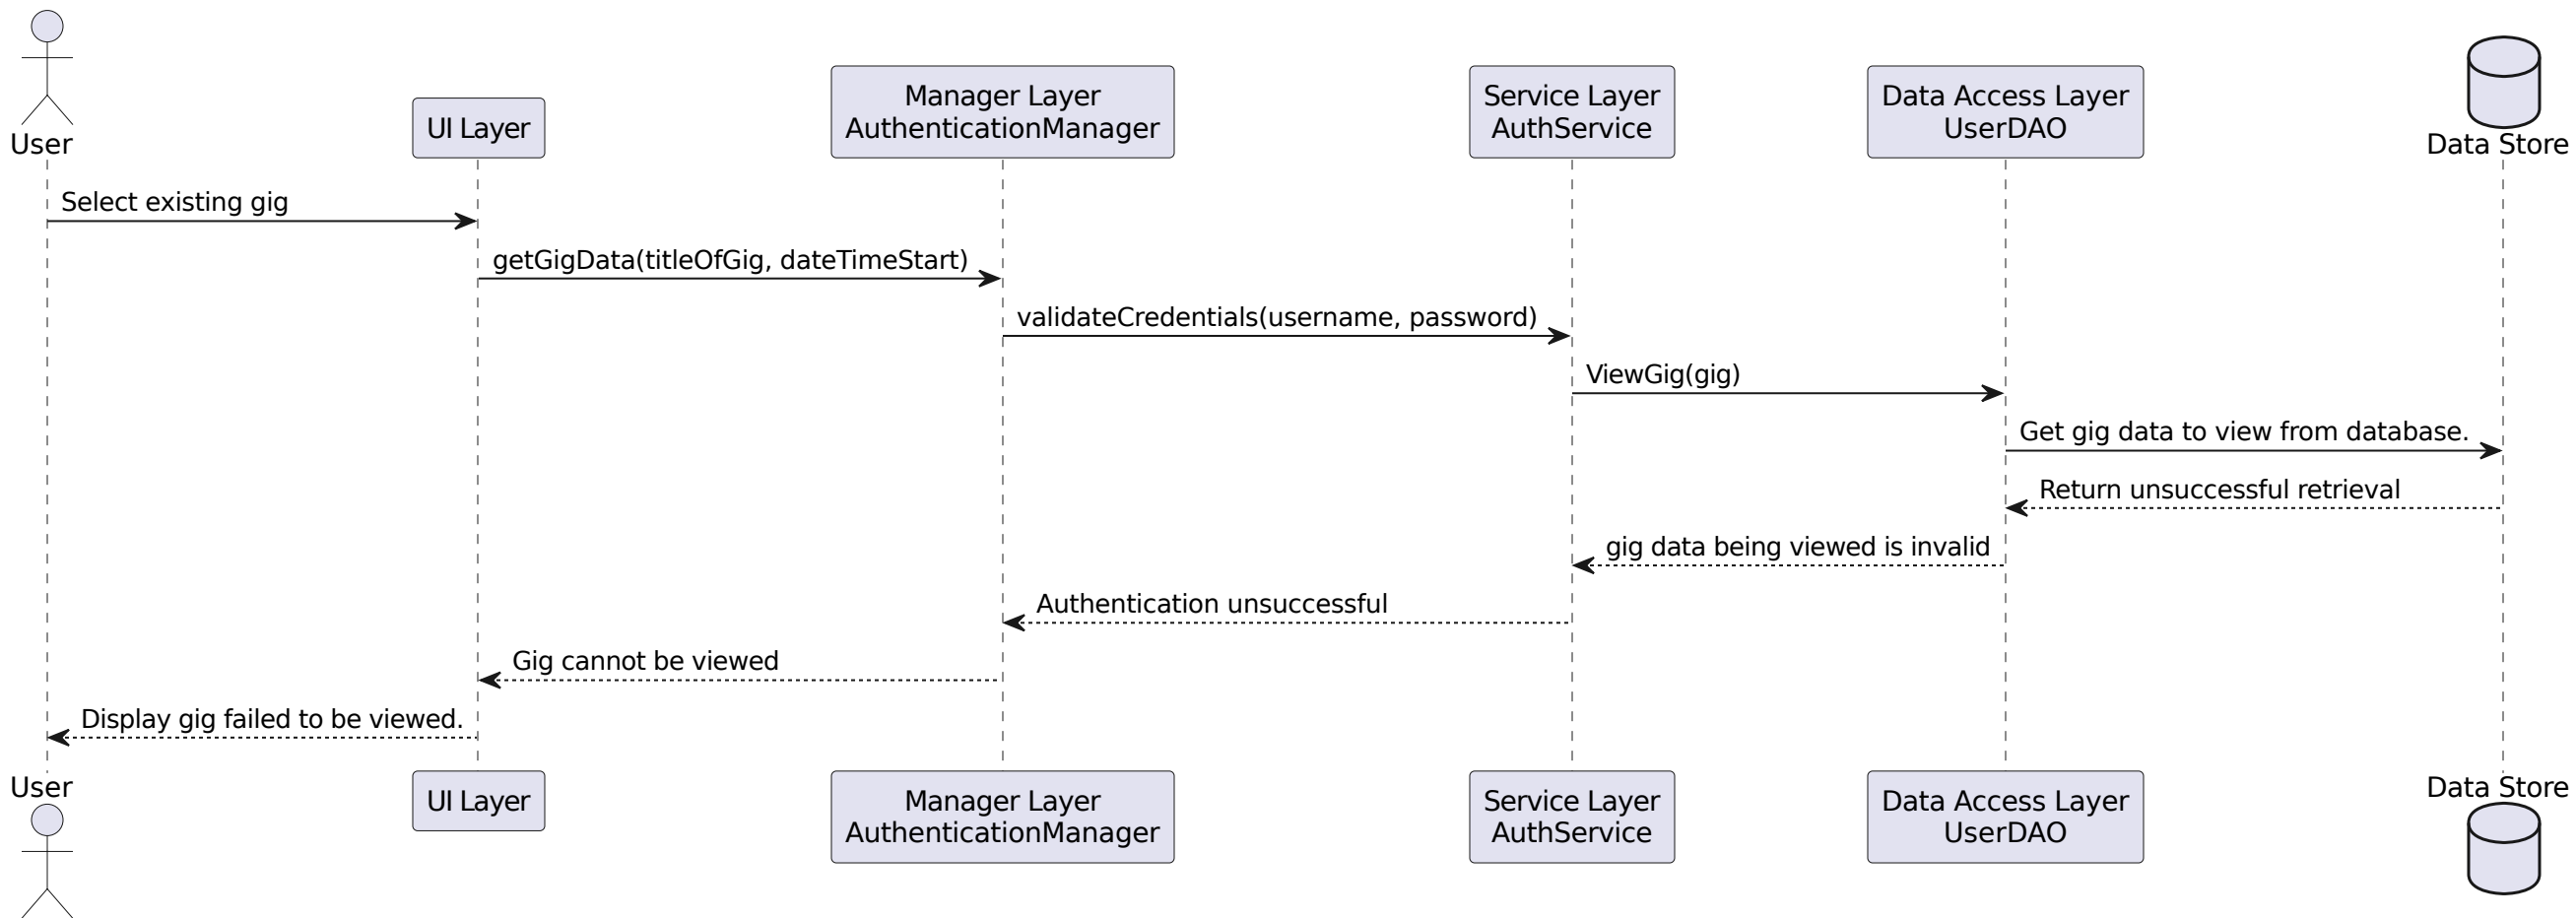 User
UI Layer
Manager Layer
AuthenticationManager
Service Layer
AuthService
Data Access Layer
UserDAO
Data Store
Select existing gig
getGigData(titleOfGig, dateTimeStart)
validateCredentials(username, password)
ViewGig(gig)
Get gig data to view from database.
Return unsuccessful retrieval
gig data being viewed is invalid
Authentication unsuccessful
Gig cannot be viewed
Display gig failed to be viewed.
User
UI Layer
Manager Layer
AuthenticationManager
Service Layer
AuthService
Data Access Layer
UserDAO
Data Store